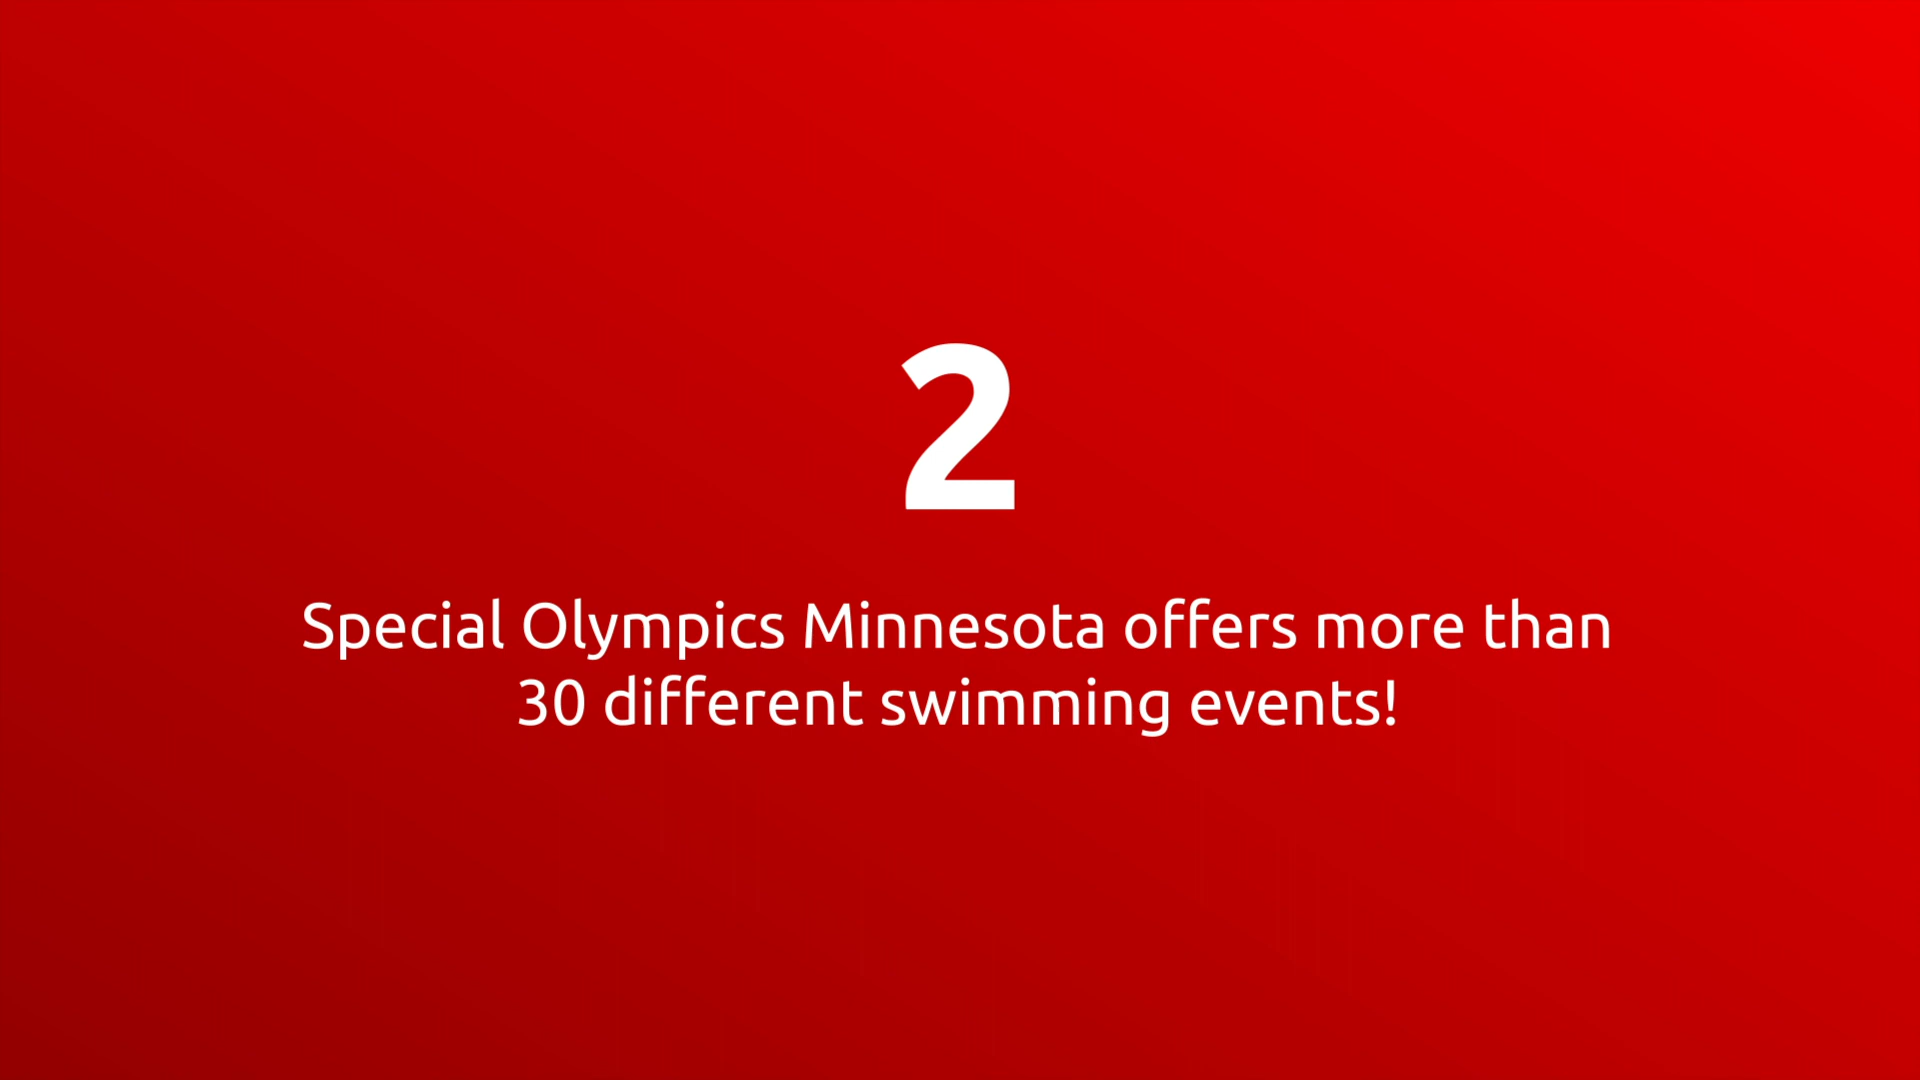 2
Special Olympics Minnesota offers more than
30 different swimming events!